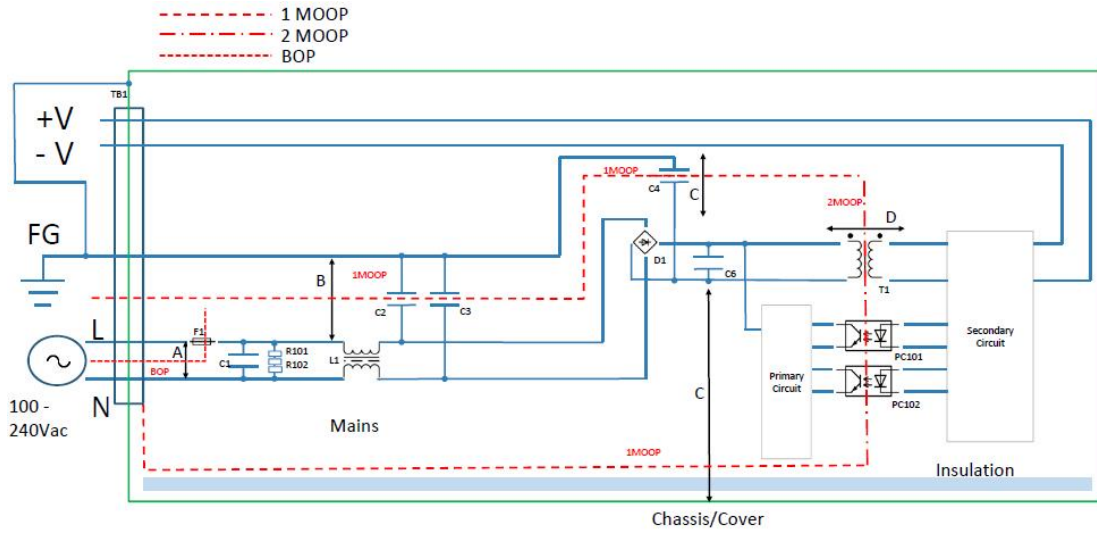 1 MOOP
2 MOOP
BOP
TB1
+V
- V
1MOOP
C4
C
2MOOP
D
FG
B
1MOOP
C2
C3
D1
C6
T1
L
F1
A
BOP
C1
R101
R102
L1
N
100 -
240Vac
Mains
C
Primary
Circuit
PC101
PC102
Secondary
Circuit
1MOOP
Insulation
Chassis/Cover